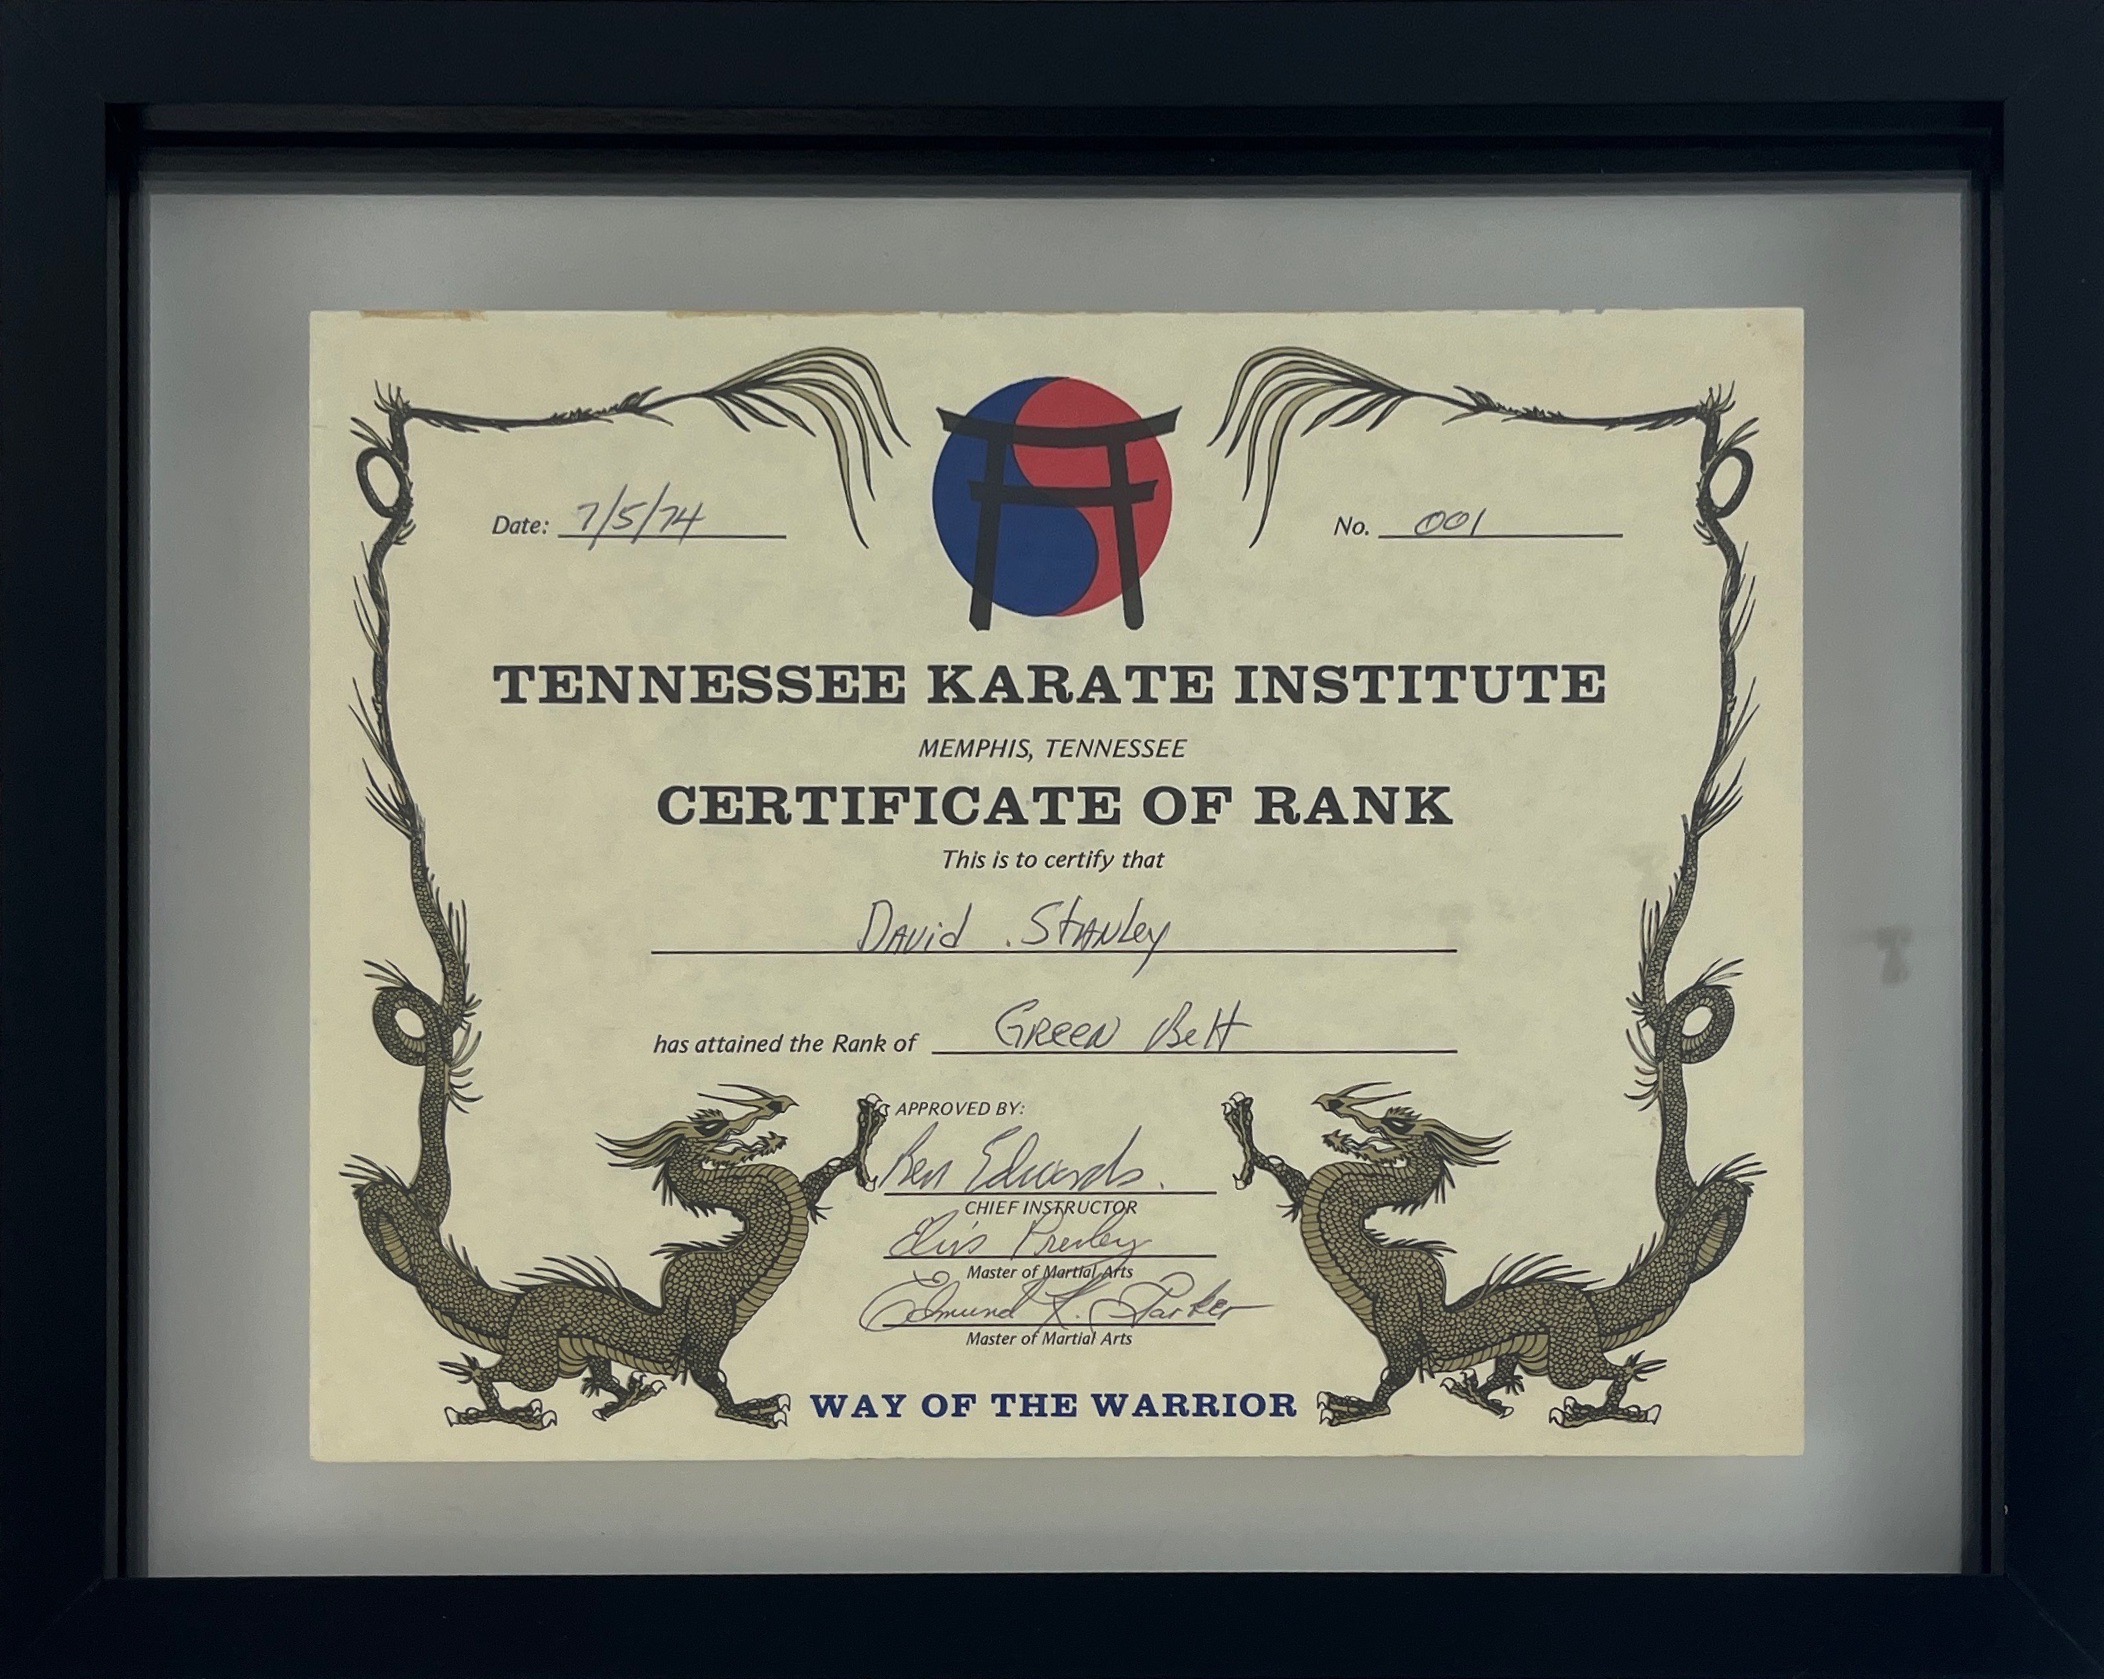 Date: 7/5/74
No. 001
TENNESSEE KARATE INSTITUTE
MEMPHIS, TENNESSEE
CERTIFICATE OF RANK
This is to certify that
David Stanley
has attained the Rank of Green Belt
APPROVED BY:
Ben Edwards
CHIEF INSTRUCTOR
Elvis Presley
Master of Martial Arts
Edmund K. Parker
Master of Martial Arts
WAY OF THE WARRIOR